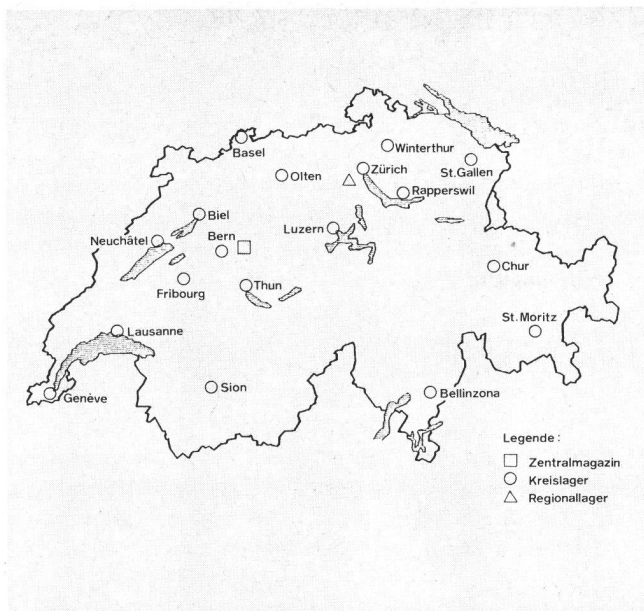 Basel
Winterthur
Zürich
St.Gallen
Olten
Rapperswil
Biel
Luzern
Neuchâtel
Bern
Chur
Fribourg
Thun
Lausanne
St.Moritz
Genève
Sion
Bellinzona
Legende :
Zentralmagazin
Kreislager
Regionallager